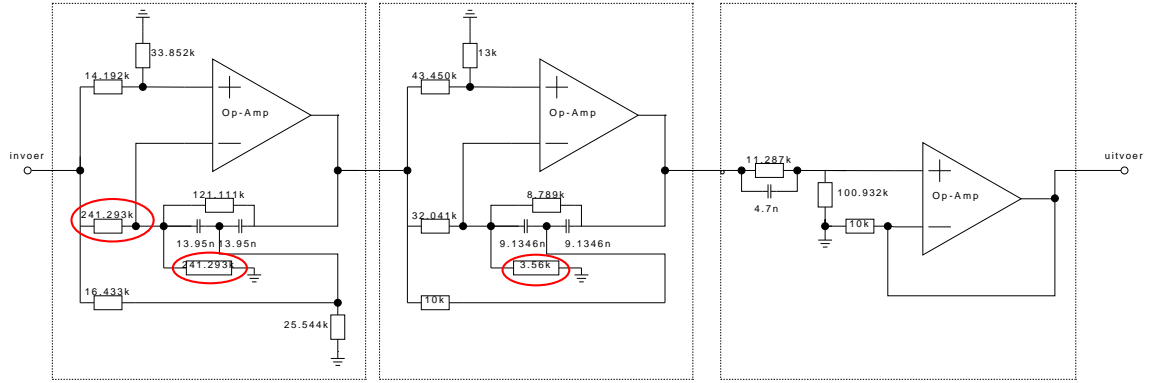 33.852k
13k
14.192k
43.450k
Op-Amp
Op-Amp
invoer
uitvoer
11.287k
Op-Amp
100.932k
4.7n
10k
121.111k
8.789k
241.293k
32.041k
13.95n 13.95n
9.1346n 9.1346n
241.293k
3.56k
16.433k
10k
25.544k